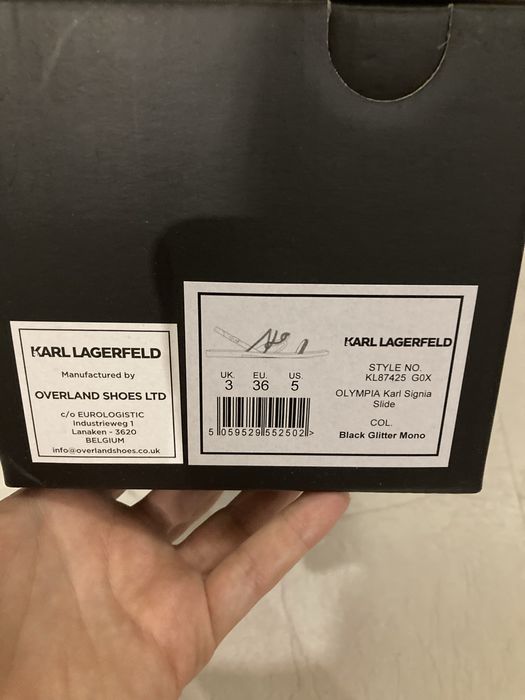 KARL LAGERFELD
Manufactured by
OVERLAND SHOES LTD
c/o EUROLOGISTIC
Industrieweg 1
Lanaken - 3620
BELGIUM
info@overlandshoes.co.uk
KARL LAGERFELD
STYLE NO.
KL87425 G0X
OLYMPIA Karl Signia
Slide
COL.
Black Glitter Mono
UK. EU. US.
3 36 5
5 059529 552502 >